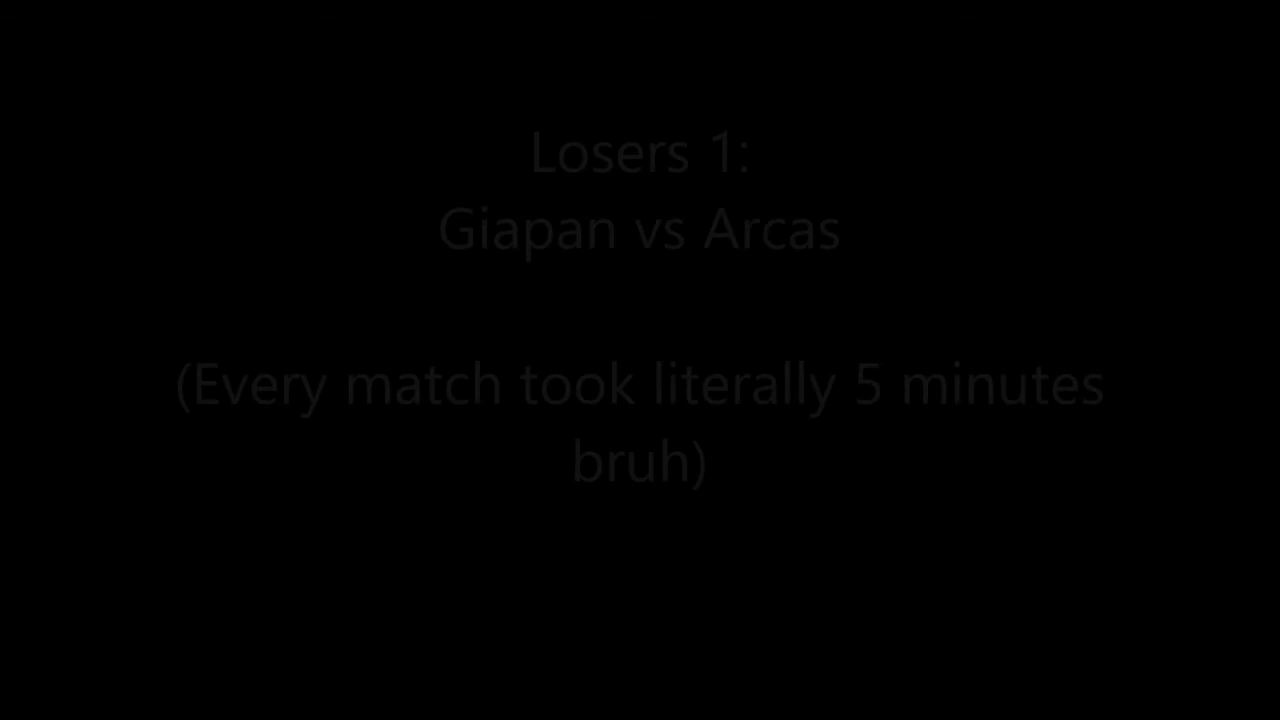 Losers 1:
Giapan vs Arcas
(Every match took literally 5 minutes
bruh)